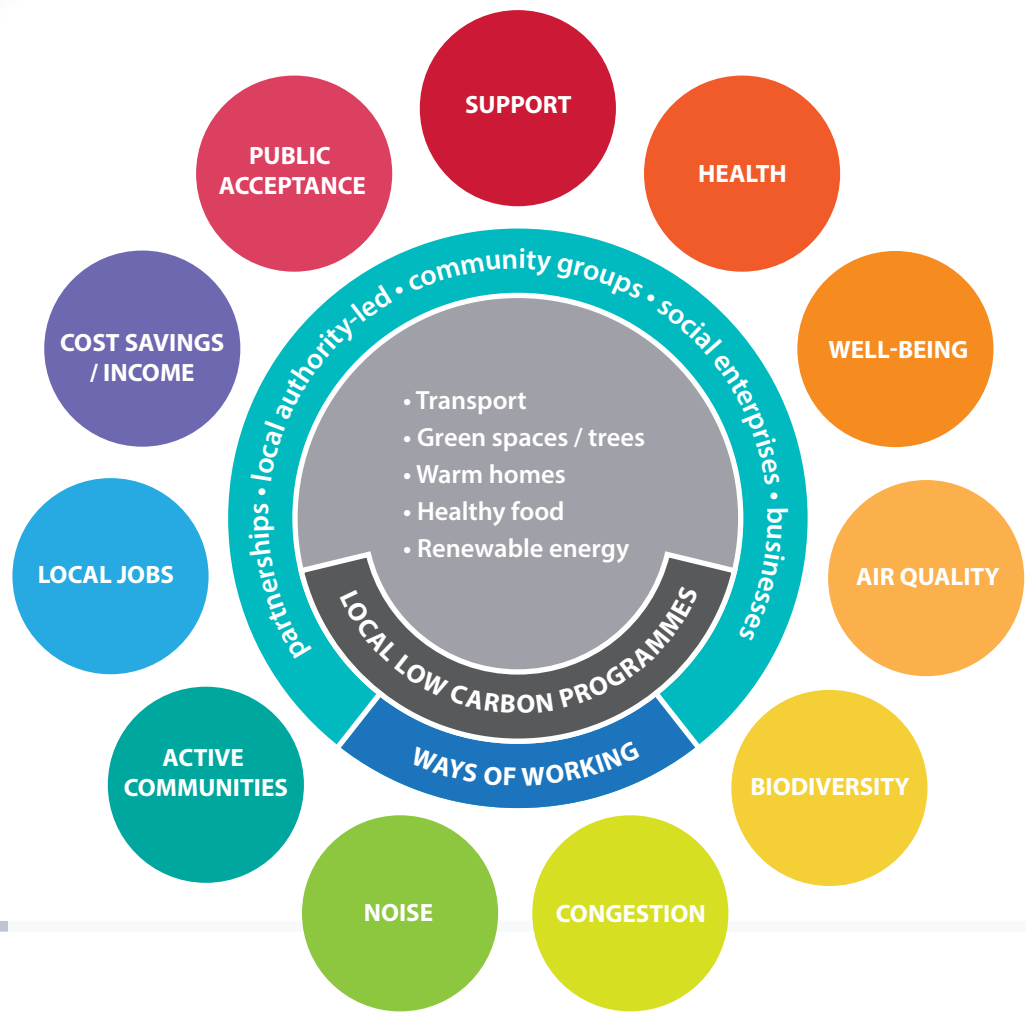 SUPPORT
HEALTH
WELL-BEING
AIR QUALITY
BIODIVERSITY
CONGESTION
NOISE
ACTIVE
COMMUNITIES
LOCAL JOBS
COST SAVINGS
/ INCOME
PUBLIC
ACCEPTANCE
partnerships • local authority-led • community groups • social enterprises • businesses
• Transport
• Green spaces / trees
• Warm homes
• Healthy food
• Renewable energy
LOCAL LOW CARBON PROGRAMMES
WAYS OF WORKING